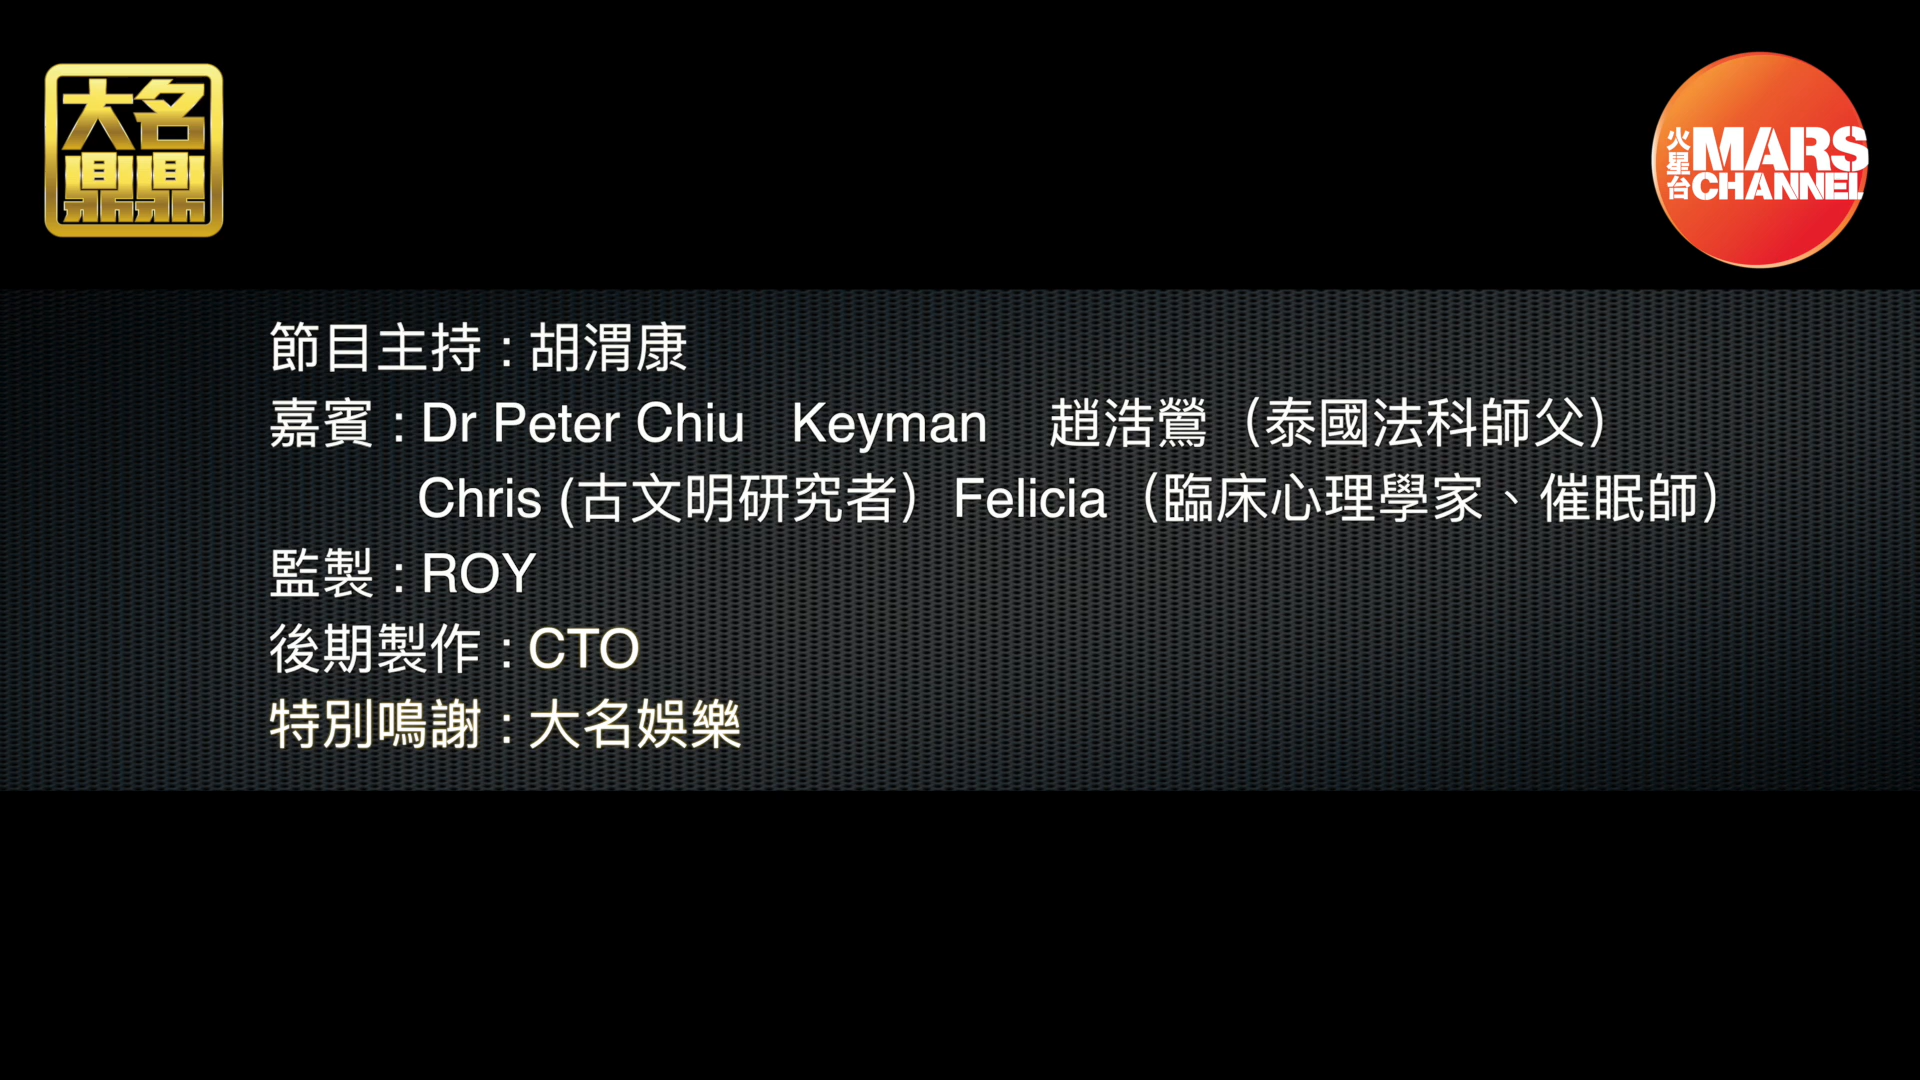 大名
鼎鼎
火星台 MARS
CHANNEL
節目主持 : 胡渭康
嘉賓 : Dr Peter Chiu Keyman 趙浩鶯（泰國法科師父）
Chris (古文明研究者）Felicia（臨床心理學家、催眠師）
監製 : ROY
後期製作 : CTO
特別鳴謝 : 大名娛樂